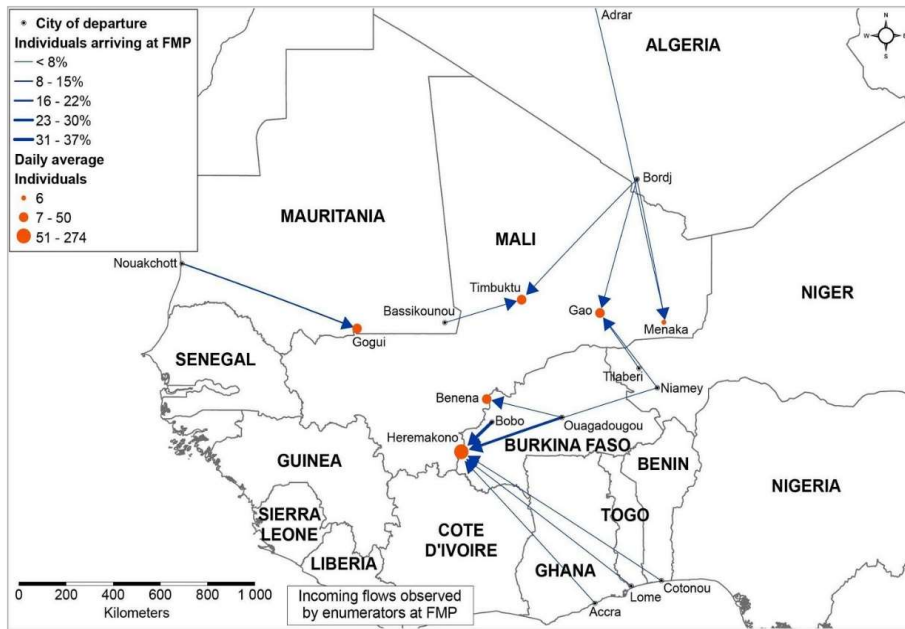 City of departure
Individuals arriving at FMP
< 8%
8 - 15%
16 - 22%
23 - 30%
31 - 37%
Daily average
Individuals
6
7 - 50
51 - 274
Adrar
ALGERIA
N
W
E
S
Bordj
MAURITANIA
MALI
Nouakchott
Timbuktu
Bassikounou
Gao
Menaka
NIGER
Gogui
SENEGAL
Tilaberi
Niamey
Benena
Bobo
Ouagadougou
Heremakono
BURKINA FASO
GUINEA
BENIN
NIGERIA
SIERRA
LEONE
COTE
D'IVOIRE
TOGO
LIBERIA
GHANA
Cotonou
Lome
Accra
0 200 400 600 800 1 000
Kilometers
Incoming flows observed
by enumerators at FMP